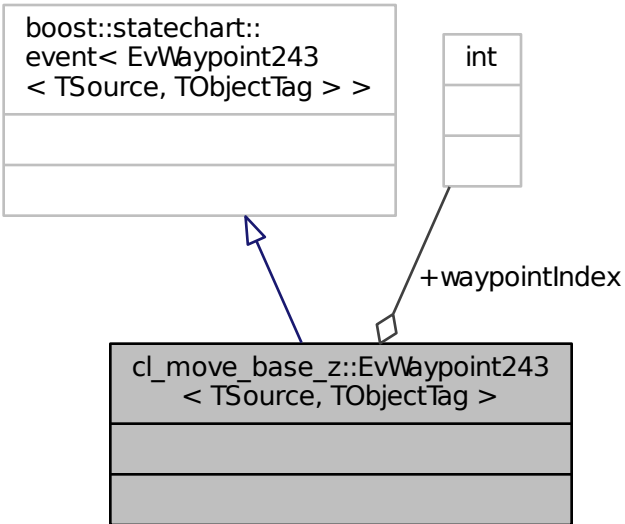 boost::statechart::
event< EvWaypoint243
< TSource, TObjectTag > >
int
+waypointIndex
cl_move_base_z::EvWaypoint243
< TSource, TObjectTag >